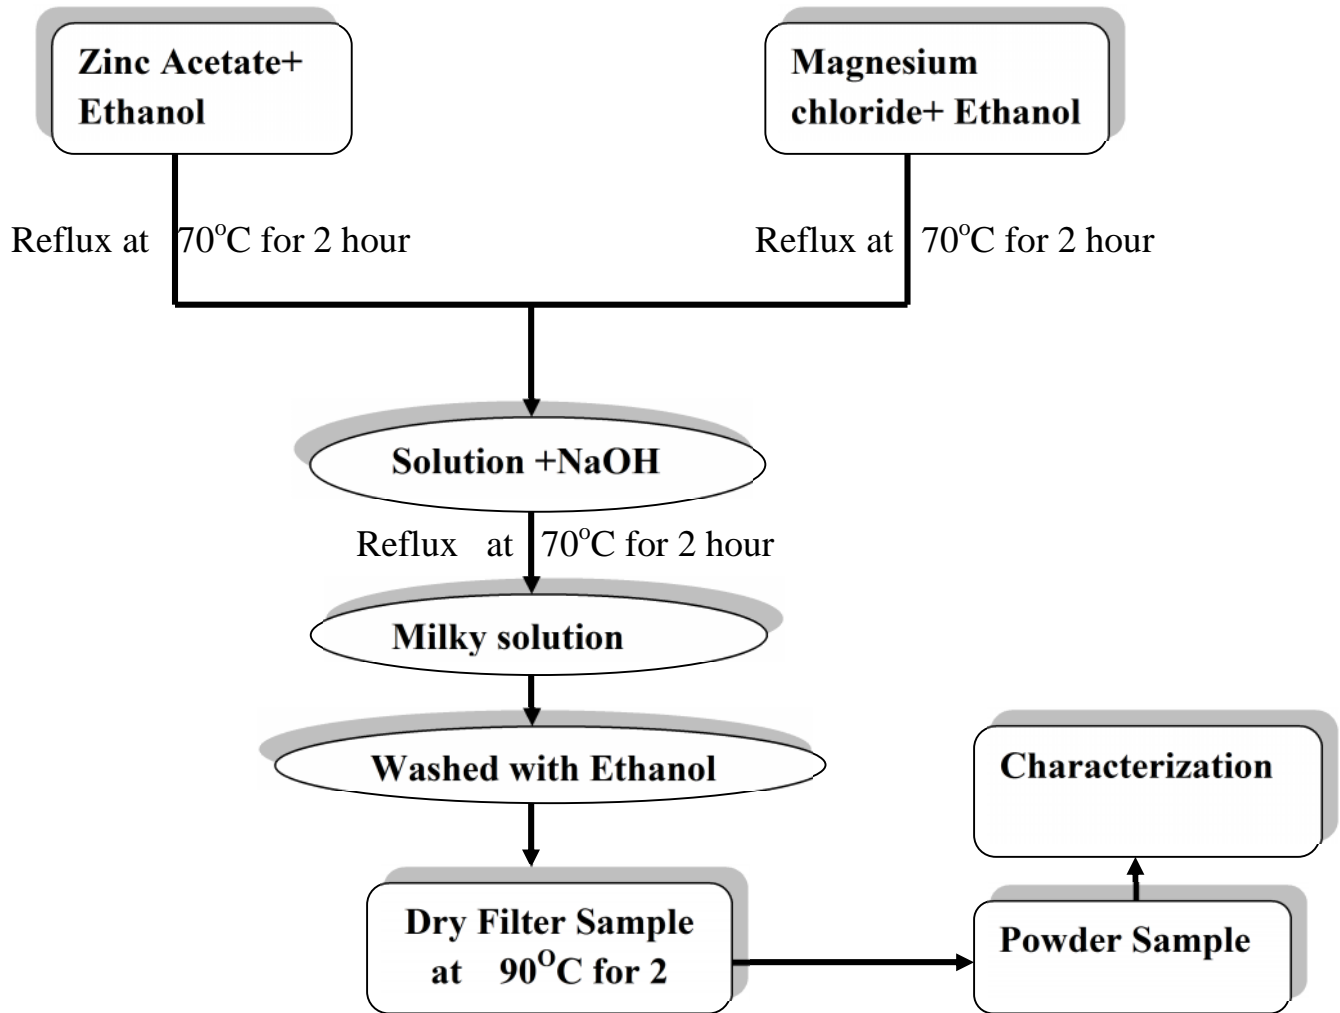 Zinc Acetate+
Ethanol
Magnesium
chloride+ Ethanol
Reflux at 70°C for 2 hour
Reflux at 70°C for 2 hour
Solution +NaOH
Reflux at 70°C for 2 hour
Milky solution
Washed with Ethanol
Characterization
Dry Filter Sample
at 90°C for 2
Powder Sample